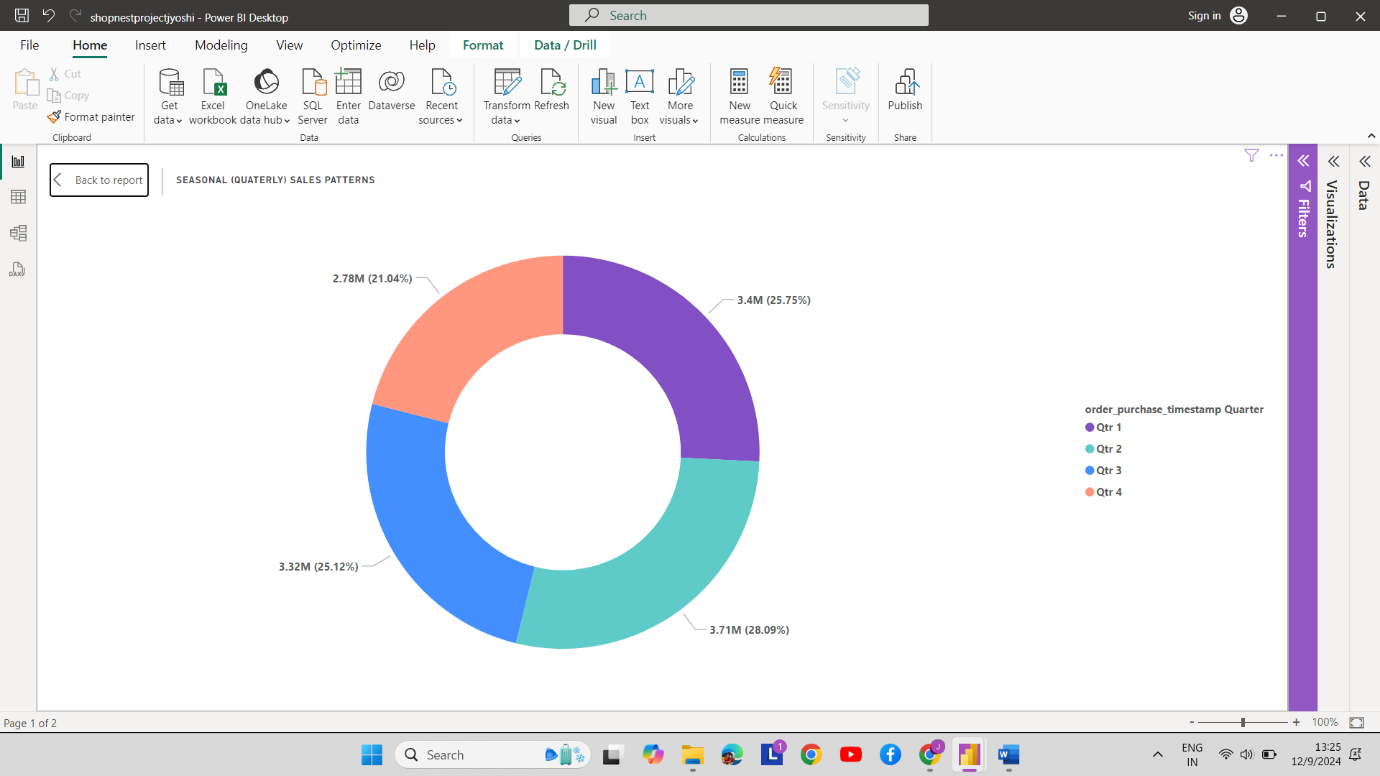 shopnestprojectjyoshi - Power BI Desktop
Search
Sign in
File Home Insert Modeling View Optimize Help Format Data / Drill
Paste
Cut
Copy
Format painter
Clipboard
Get data
Excel workbook
OneLake data hub
SQL Server
Enter data
Dataverse
Recent sources
Data
Transform data
Refresh
Queries
New visual
Text box
More visuals
Insert
New measure
Quick measure
Calculations
Sensitivity
Sensitivity
Publish
Share
Back to report
SEASONAL (QUATERLY) SALES PATTERNS
2.78M (21.04%)
3.4M (25.75%)
3.32M (25.12%)
3.71M (28.09%)
order_purchase_timestamp Quarter
Qtr 1
Qtr 2
Qtr 3
Qtr 4
Filters
Visualizations
Data
Page 1 of 2
- + 100%
Search
1
ENG
IN
13:25
12/9/2024